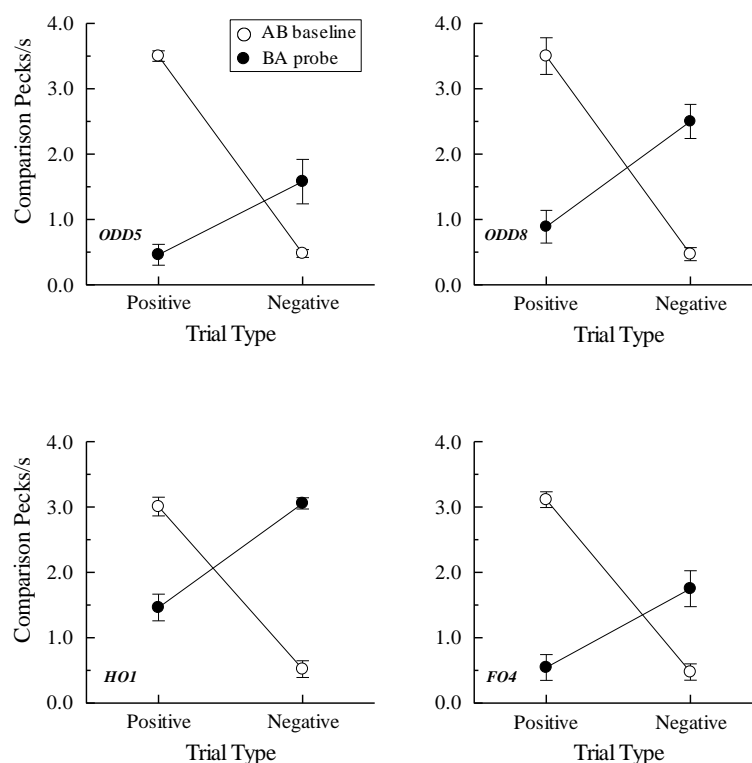 4.0
3.0
2.0
1.0
0.0
Comparison Pecks/s
AB baseline
BA probe
ODD5
Positive Negative
Trial Type
4.0
3.0
2.0
1.0
0.0
ODD8
Positive Negative
Trial Type
4.0
3.0
2.0
1.0
0.0
Comparison Pecks/s
HO1
Positive Negative
Trial Type
4.0
3.0
2.0
1.0
0.0
FO4
Positive Negative
Trial Type